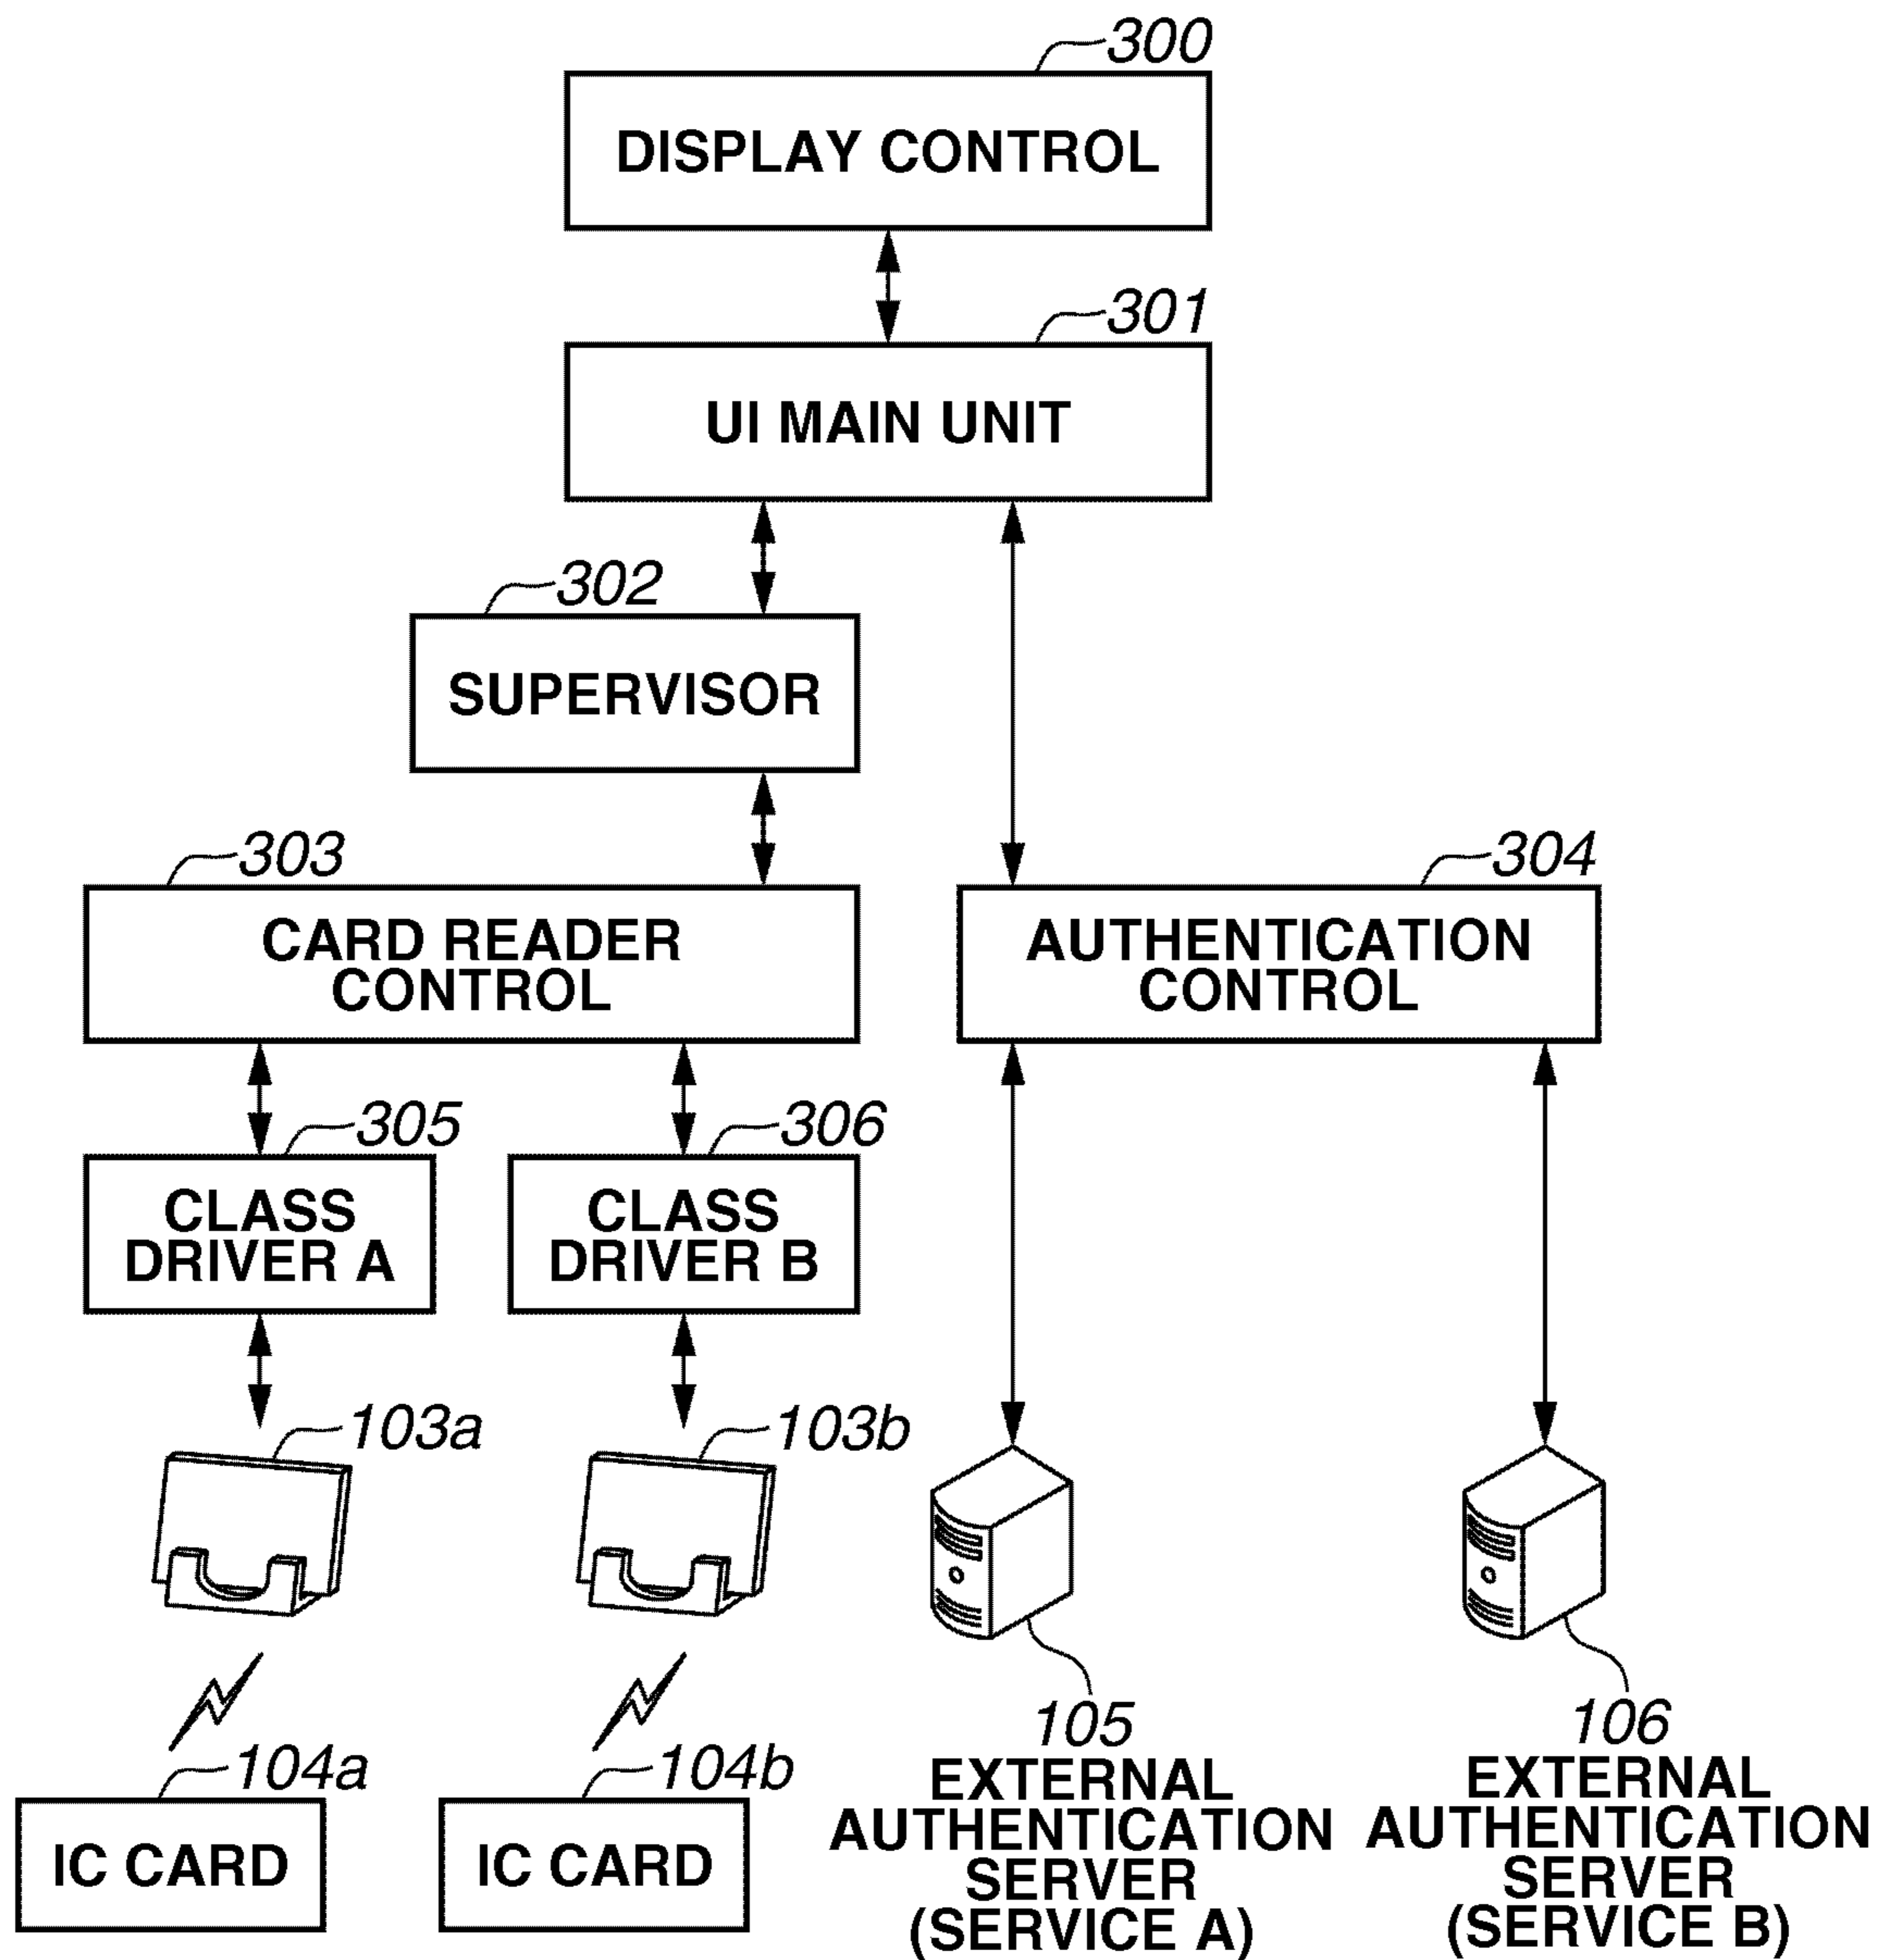 300
DISPLAY CONTROL
301
UI MAIN UNIT
302
SUPERVISOR
303
CARD READER
CONTROL
304
AUTHENTICATION
CONTROL
305
CLASS
DRIVER A
306
CLASS
DRIVER B
103a
103b
104a
IC CARD
104b
IC CARD
105
EXTERNAL
AUTHENTICATION
SERVER
(SERVICE A)
106
EXTERNAL
AUTHENTICATION
SERVER
(SERVICE B)